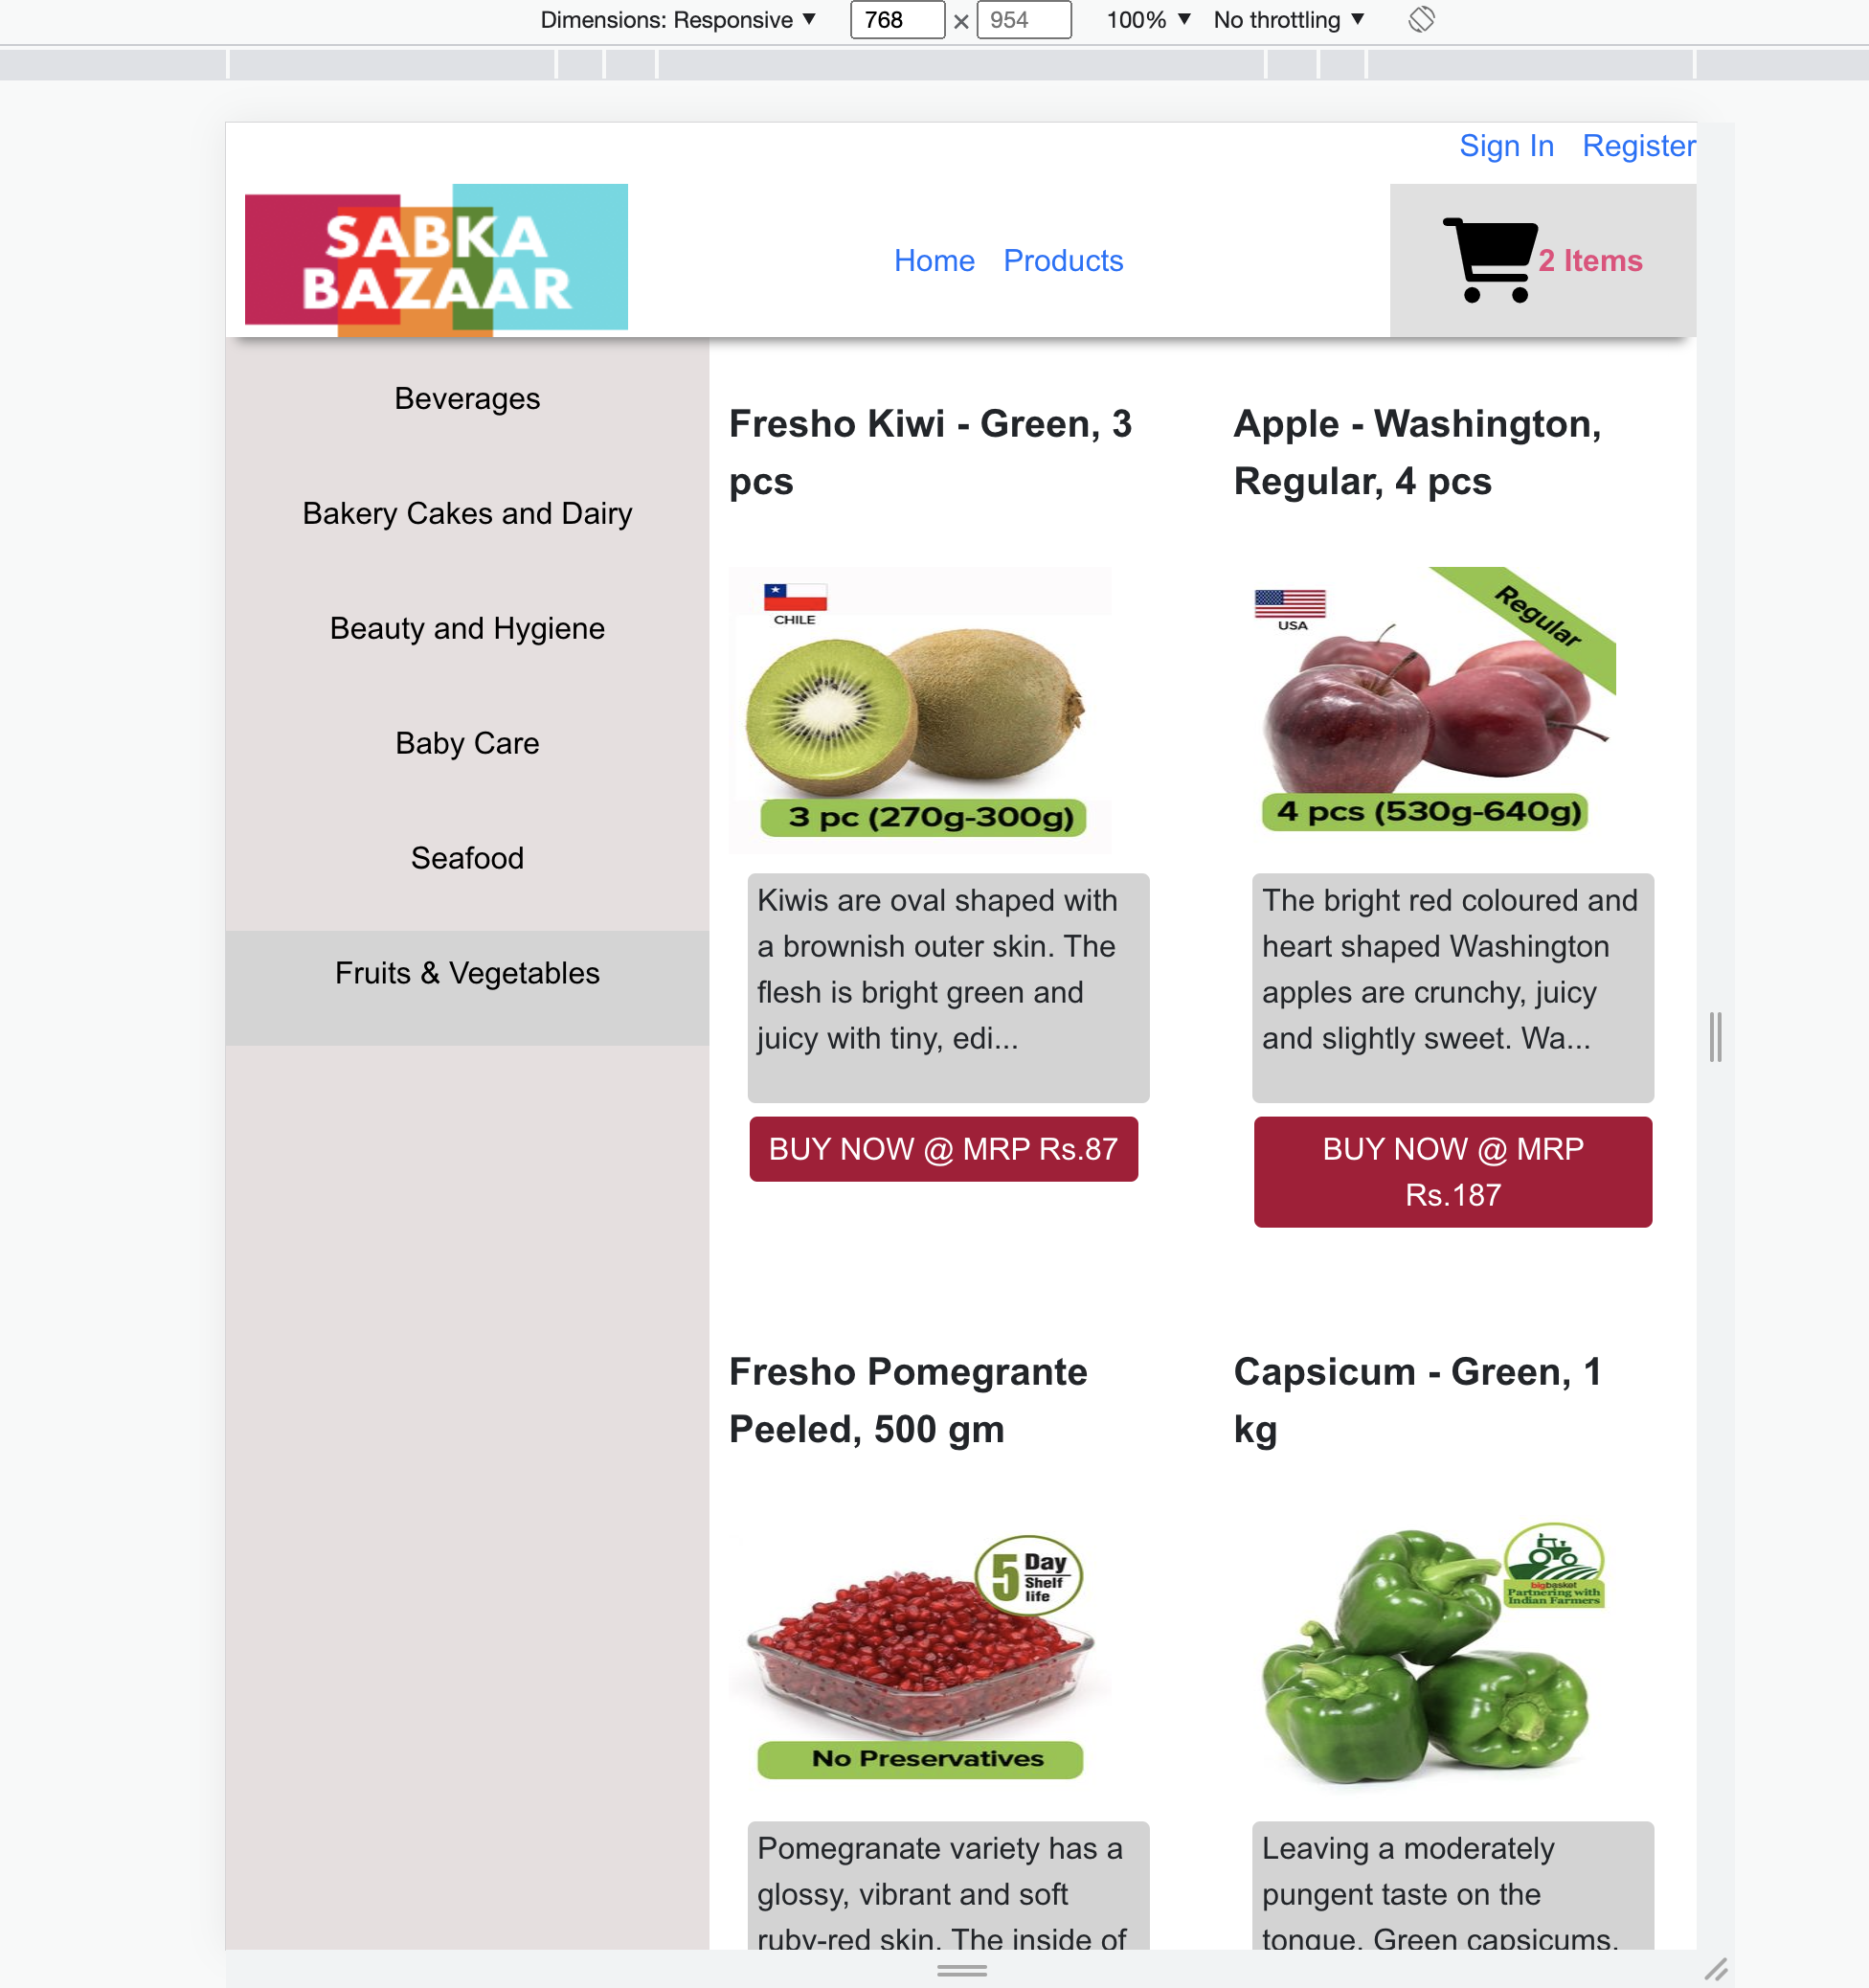 Dimensions: Responsive ▼ 768 × 954 100% ▼ No throttling ▼
Sign In Register
SABKA
BAZAAR
Home Products
2 Items
Beverages
Bakery Cakes and Dairy
Beauty and Hygiene
Baby Care
Seafood
Fruits & Vegetables
Fresho Kiwi - Green, 3
pcs
CHILE
3 pc (270g-300g)
Kiwis are oval shaped with
a brownish outer skin. The
flesh is bright green and
juicy with tiny, edi...
BUY NOW @ MRP Rs.87
Apple - Washington,
Regular, 4 pcs
USA
Regular
4 pcs (530g-640g)
The bright red coloured and
heart shaped Washington
apples are crunchy, juicy
and slightly sweet. Wa...
BUY NOW @ MRP
Rs.187
Fresho Pomegrante
Peeled, 500 gm
5 Day
Shelf
life
No Preservatives
Pomegranate variety has a
glossy, vibrant and soft
ruby-red skin. The inside of
Capsicum - Green, 1
kg
bigbasket
Partnering with
Indian Farmers
Leaving a moderately
pungent taste on the
tongue, Green capsicums,